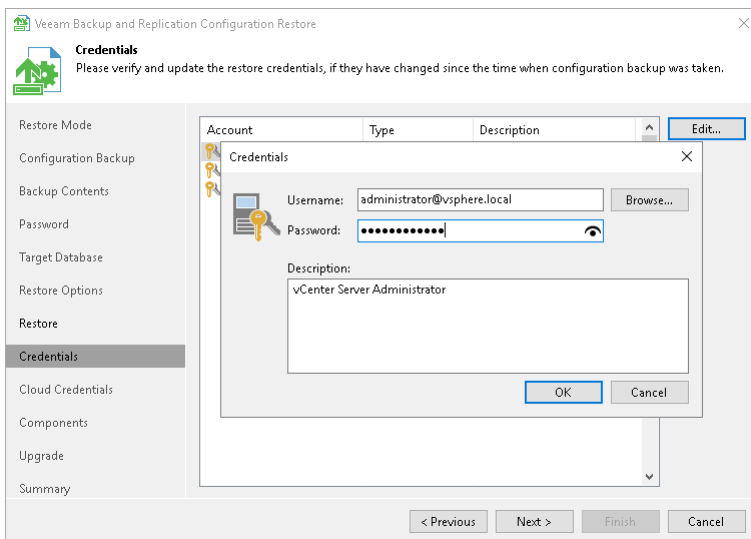 Veeam Backup and Replication Configuration Restore
Credentials
Please verify and update the restore credentials, if they have changed since the time when configuration backup was taken.
Restore Mode
Configuration Backup
Backup Contents
Password
Target Database
Restore Options
Restore
Credentials
Cloud Credentials
Components
Upgrade
Summary
Account Type Description
Edit...
Credentials
Username: administrator@vsphere.local Browse...
Password: ••••••••••••
Description:
vCenter Server Administrator
OK Cancel
< Previous Next > Finish Cancel